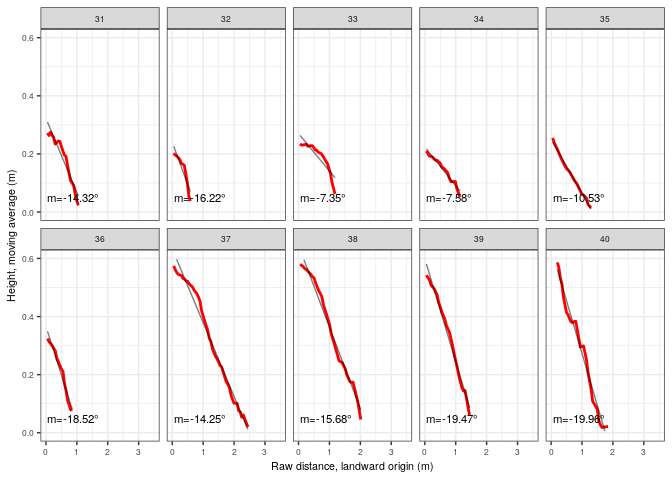 31 32 33 34 35
0.6
0.4
0.2
0.0
m=-14.32° m=-16.22° m=-7.35° m=-7.58° m=-10.53°
36 37 38 39 40
0.6
0.4
0.2
0.0
m=-18.52° m=-14.25° m=-15.68° m=-19.47° m=-19.96°
0 1 2 3 0 1 2 3 0 1 2 3 0 1 2 3 0 1 2 3
Raw distance, landward origin (m)
Height, moving average (m)